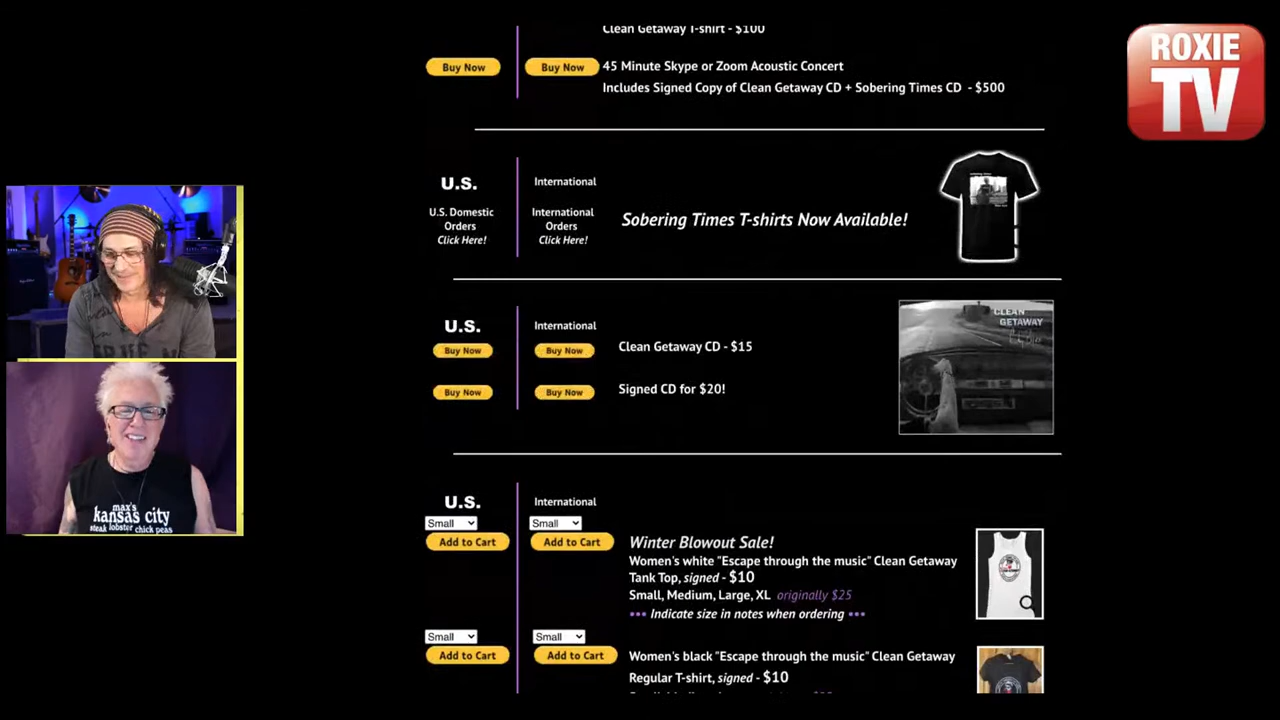 Clean Getaway T-shirt - $100
ROXIE
TV
Buy Now
Buy Now
45 Minute Skype or Zoom Acoustic Concert
Includes Signed Copy of Clean Getaway CD + Sobering Times CD - $500
U.S.
International
U.S. Domestic
Orders
Click Here!
International
Orders
Click Here!
Sobering Times T-shirts Now Available!
U.S.
International
Buy Now
Buy Now
Clean Getaway CD - $15
Buy Now
Buy Now
Signed CD for $20!
CLEAN
GETAWAY
max's
kansas city
steak lobster chick peas
U.S.
International
Small
Small
Add to Cart
Add to Cart
Winter Blowout Sale!
Women's white "Escape through the music" Clean Getaway
Tank Top, signed - $10
Small, Medium, Large, XL originally $25
••• Indicate size in notes when ordering •••
Small
Small
Add to Cart
Add to Cart
Women's black "Escape through the music" Clean Getaway
Regular T-shirt, signed - $10